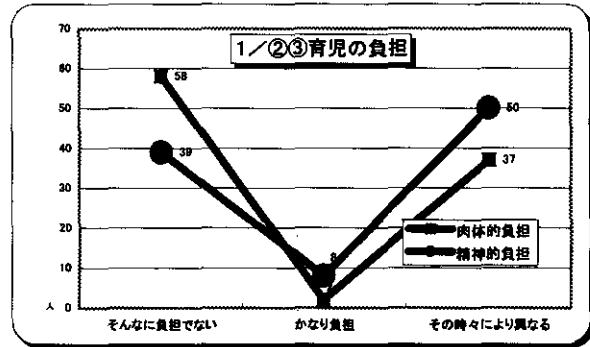 1／②③育児の負担
70
60
50
40
30
20
10
人 0
58
39
8
50
37
肉体的負担
精神的負担
そんなに負担でない
かなり負担
その時々により異なる